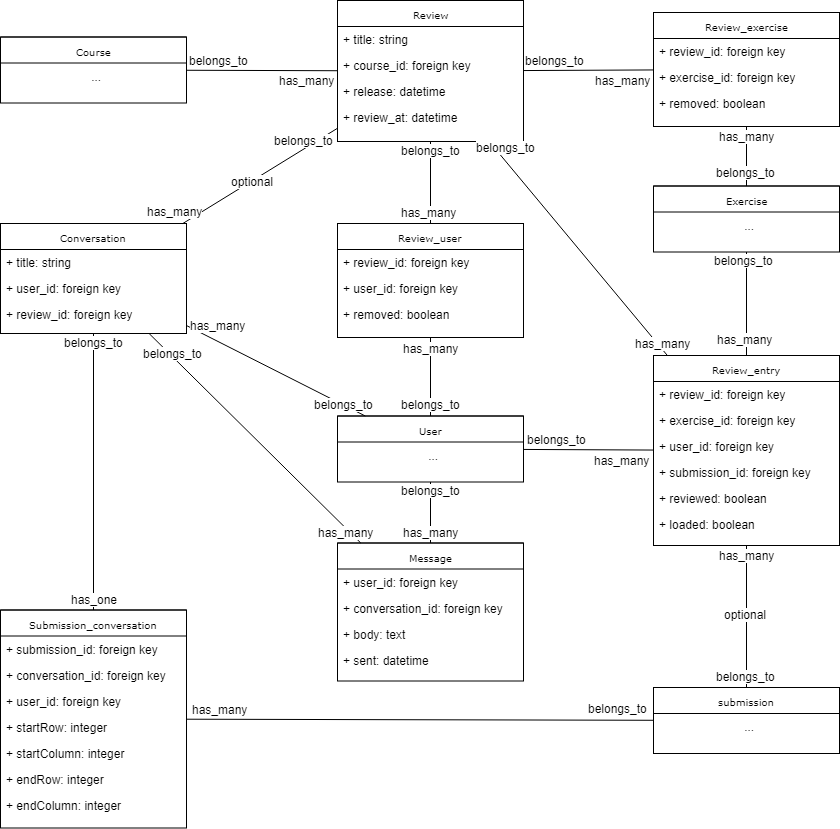 Course
...
belongs_to
has_many
Review
+ title: string
+ course_id: foreign key
+ release: datetime
+ review_at: datetime
belongs_to
has_many
Review_exercise
+ review_id: foreign key
+ exercise_id: foreign key
+ removed: boolean
has_many
belongs_to
Exercise
...
belongs_to
optional
has_many
belongs_to
has_many
belongs_to
has_many
belongs_to
has_many
Conversation
+ title: string
+ user_id: foreign key
+ review_id: foreign key
Review_user
+ review_id: foreign key
+ user_id: foreign key
+ removed: boolean
Review_entry
+ review_id: foreign key
+ exercise_id: foreign key
+ user_id: foreign key
+ submission_id: foreign key
+ reviewed: boolean
+ loaded: boolean
has_many
belongs_to
belongs_to
belongs_to
has_many
belongs_to
User
...
belongs_to
has_many
belongs_to
has_many
has_many
Message
+ user_id: foreign key
+ conversation_id: foreign key
+ body: text
+ sent: datetime
has_many
optional
belongs_to
has_one
Submission_conversation
+ submission_id: foreign key
+ conversation_id: foreign key
+ user_id: foreign key
+ startRow: integer
+ startColumn: integer
+ endRow: integer
+ endColumn: integer
has_many
belongs_to
submission
...